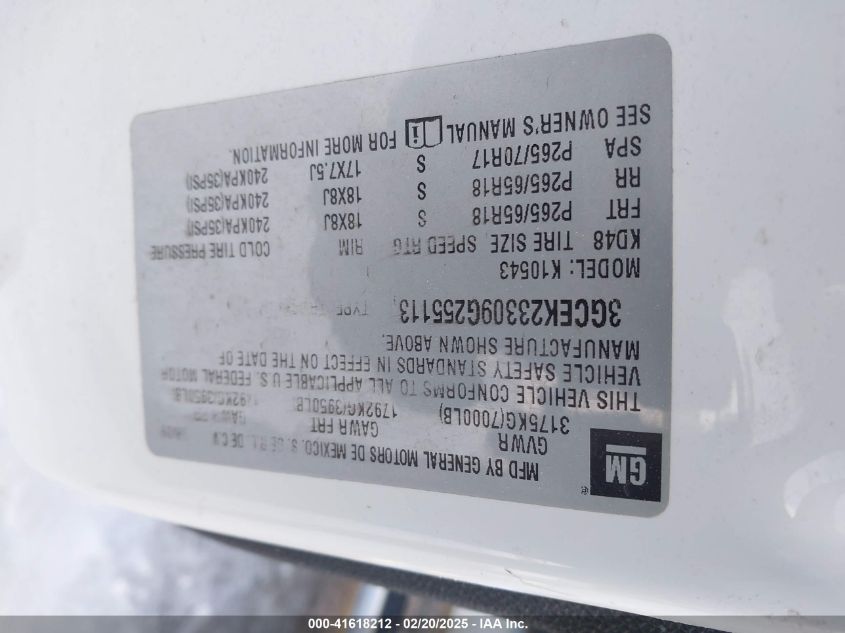 GM
®
MFD BY GENERAL MOTORS DE MEXICO, S. DE R.L. DE C.V
GVWR GAWR FRT GAWR
3175KG(7000LB) 1792KG/3950LB
THIS VEHICLE CONFORMS TO ALL APPLICABLE U.S. FEDERAL MOTOR
VEHICLE SAFETY STANDARDS IN EFFECT ON THE DATE OF
MANUFACTURE SHOWN ABOVE.
3GCEK23309G255113 TYPE:
MODEL: K10543
KD48 TIRE SIZE SPEED RTG RIM COLD TIRE PRESSURE
FRT P265/65R18 S 18X8J 240KPA(35PSI)
RR P265/65R18 S 18X8J 240KPA(35PSI)
SPA P265/70R17 S 17X7.5J 240KPA(35PSI)
SEE OWNER'S MANUAL FOR MORE INFORMATION.
000-41618212 - 02/20/2025 - IAA Inc.